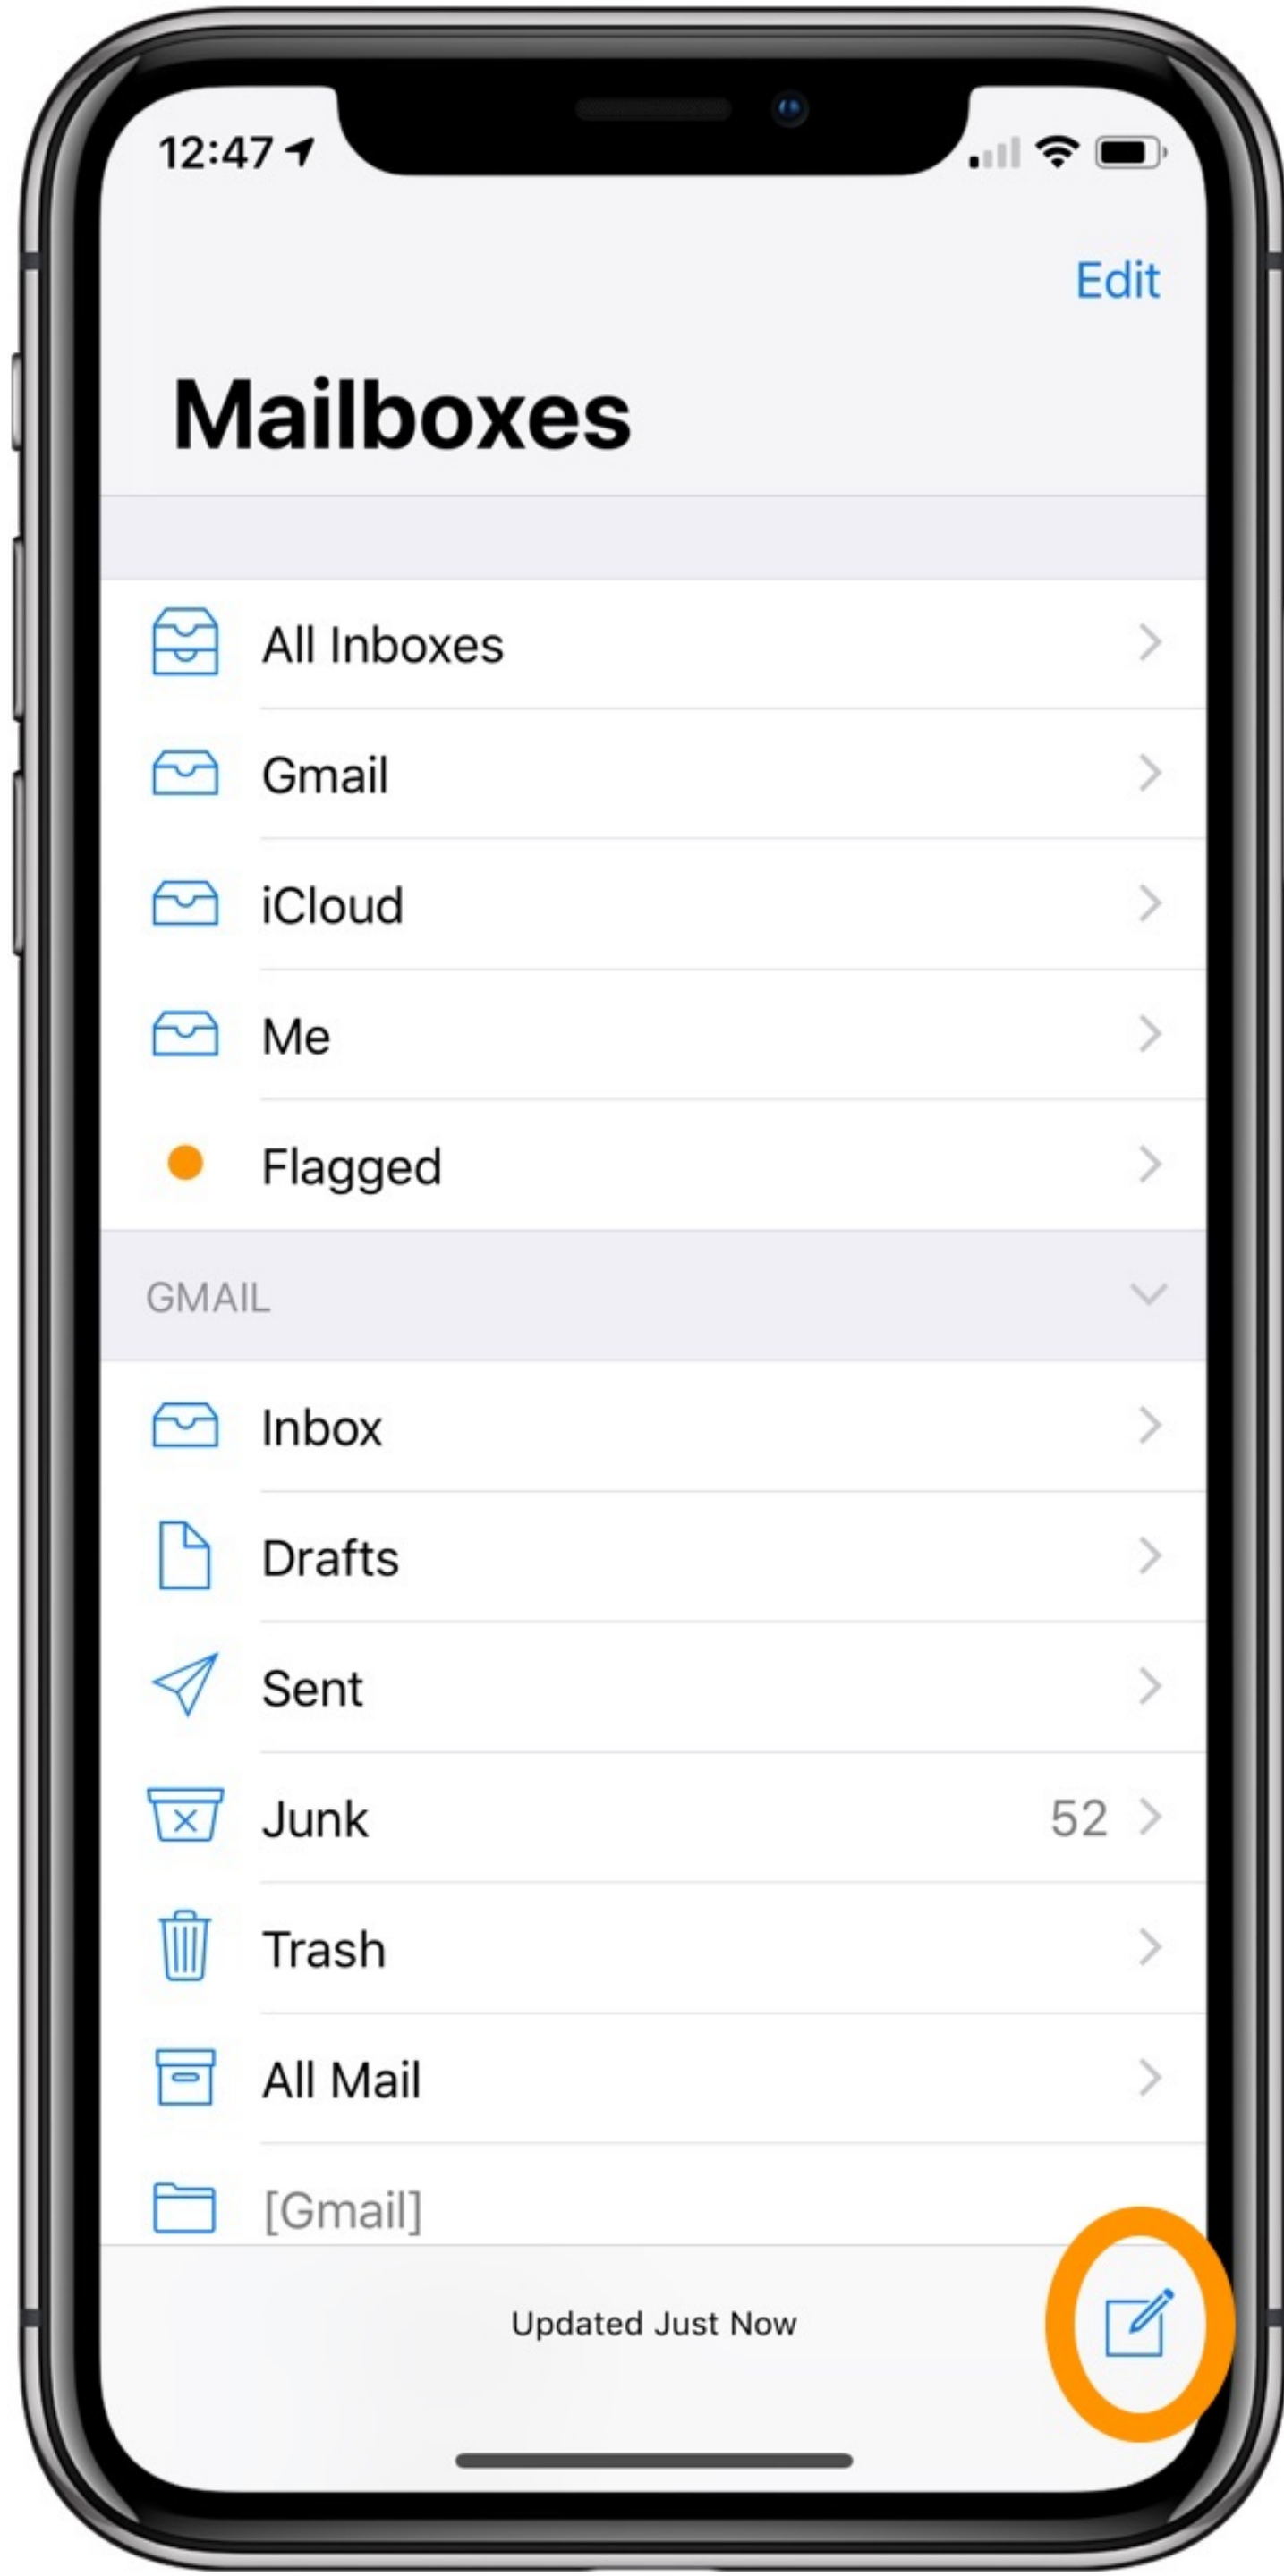 12:47
Edit
Mailboxes
All Inboxes
Gmail
iCloud
Me
Flagged
GMAIL
Inbox
Drafts
Sent
Junk 52
Trash
All Mail
[Gmail]
Updated Just Now